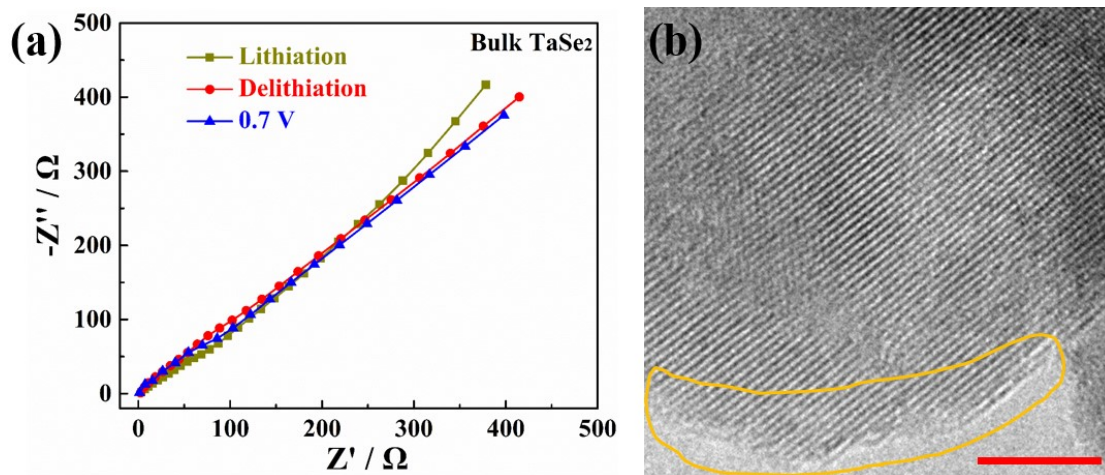 (a)
Bulk TaSe2
Lithiation
Delithiation
0.7 V
500
400
300
200
100
0
-Z'' / Ω
0 100 200 300 400 500
Z' / Ω
(b)